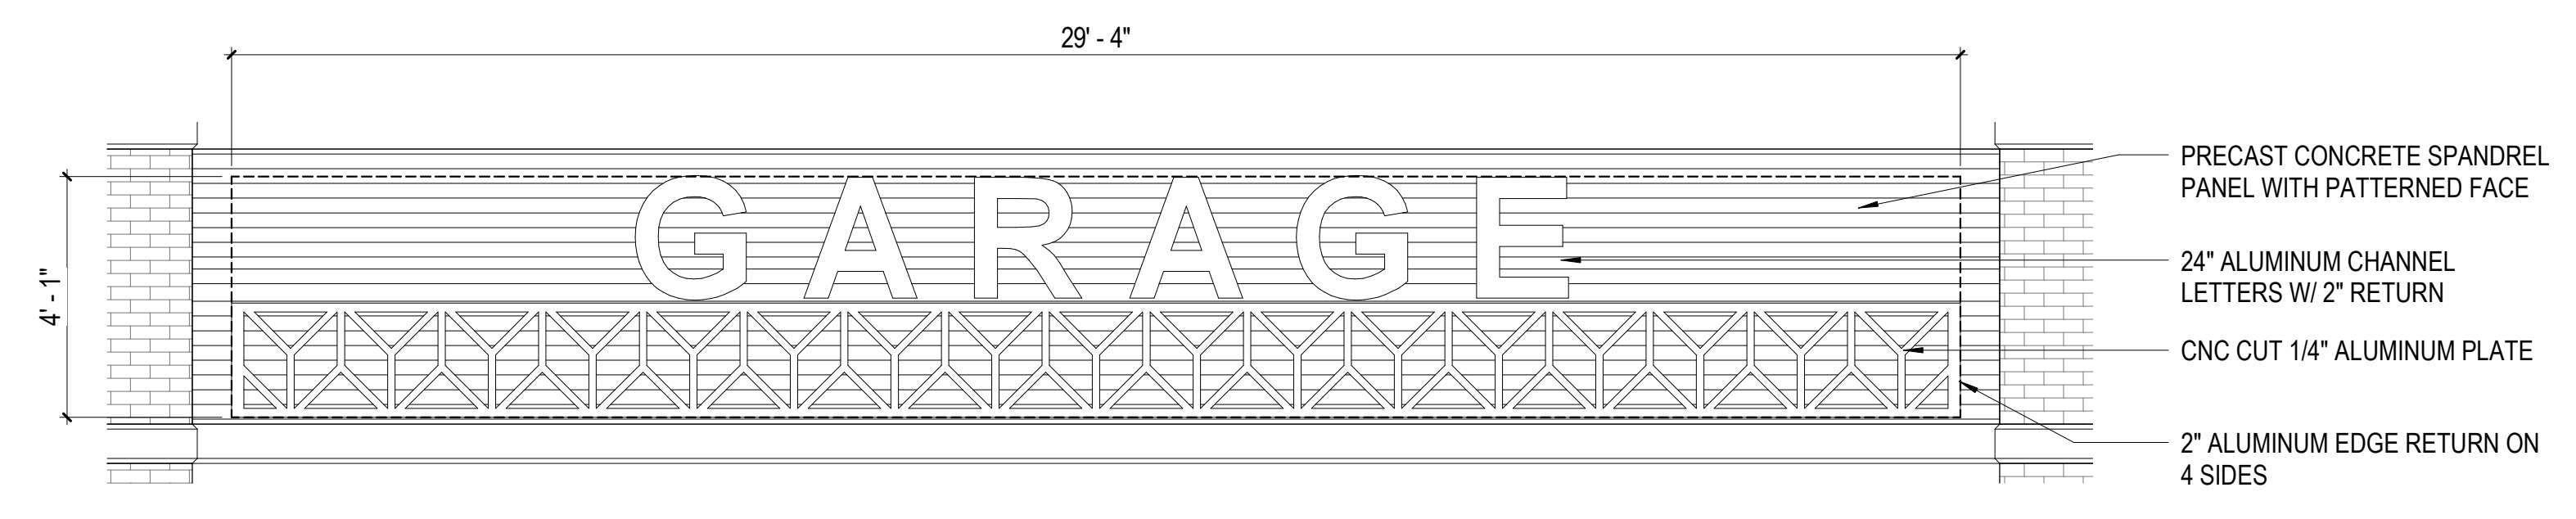 29' - 4"
PRECAST CONCRETE SPANDREL
PANEL WITH PATTERNED FACE
GARAGE
24" ALUMINUM CHANNEL
LETTERS W/ 2" RETURN
4' - 1"
CNC CUT 1/4" ALUMINUM PLATE
2" ALUMINUM EDGE RETURN ON
4 SIDES